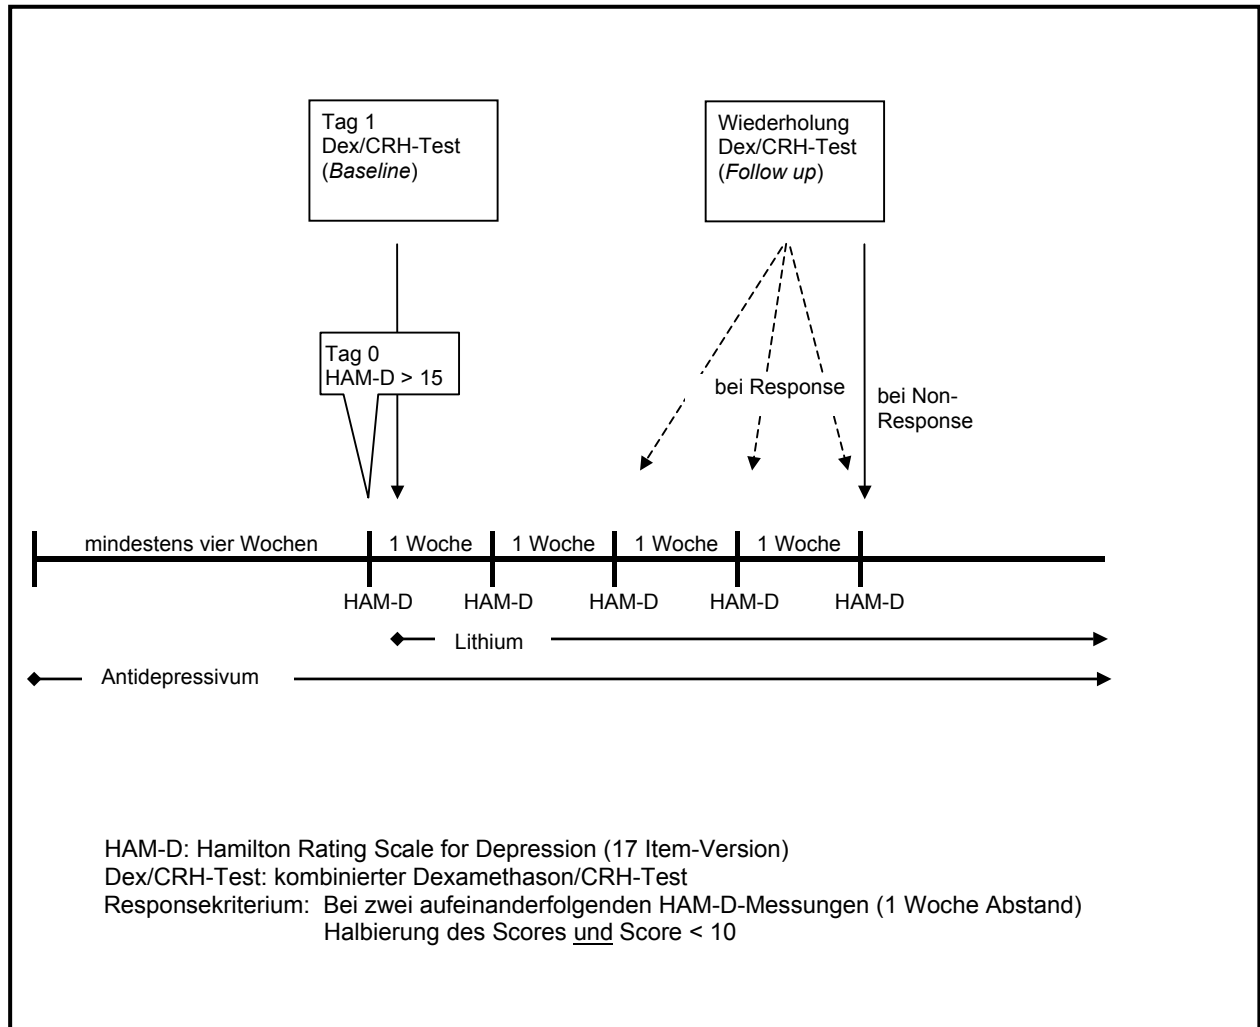 Tag 1
Dex/CRH-Test
(Baseline)
Wiederholung
Dex/CRH-Test
(Follow up)
Tag 0
HAM-D > 15
bei Response
bei Non-
Response
mindestens vier Wochen
1 Woche
1 Woche
1 Woche
1 Woche
HAM-D
HAM-D
HAM-D
HAM-D
HAM-D
Lithium
Antidepressivum
HAM-D: Hamilton Rating Scale for Depression (17 Item-Version)
Dex/CRH-Test: kombinierter Dexamethason/CRH-Test
Responsekriterium: Bei zwei aufeinanderfolgenden HAM-D-Messungen (1 Woche Abstand)
Halbierung des Scores und Score < 10